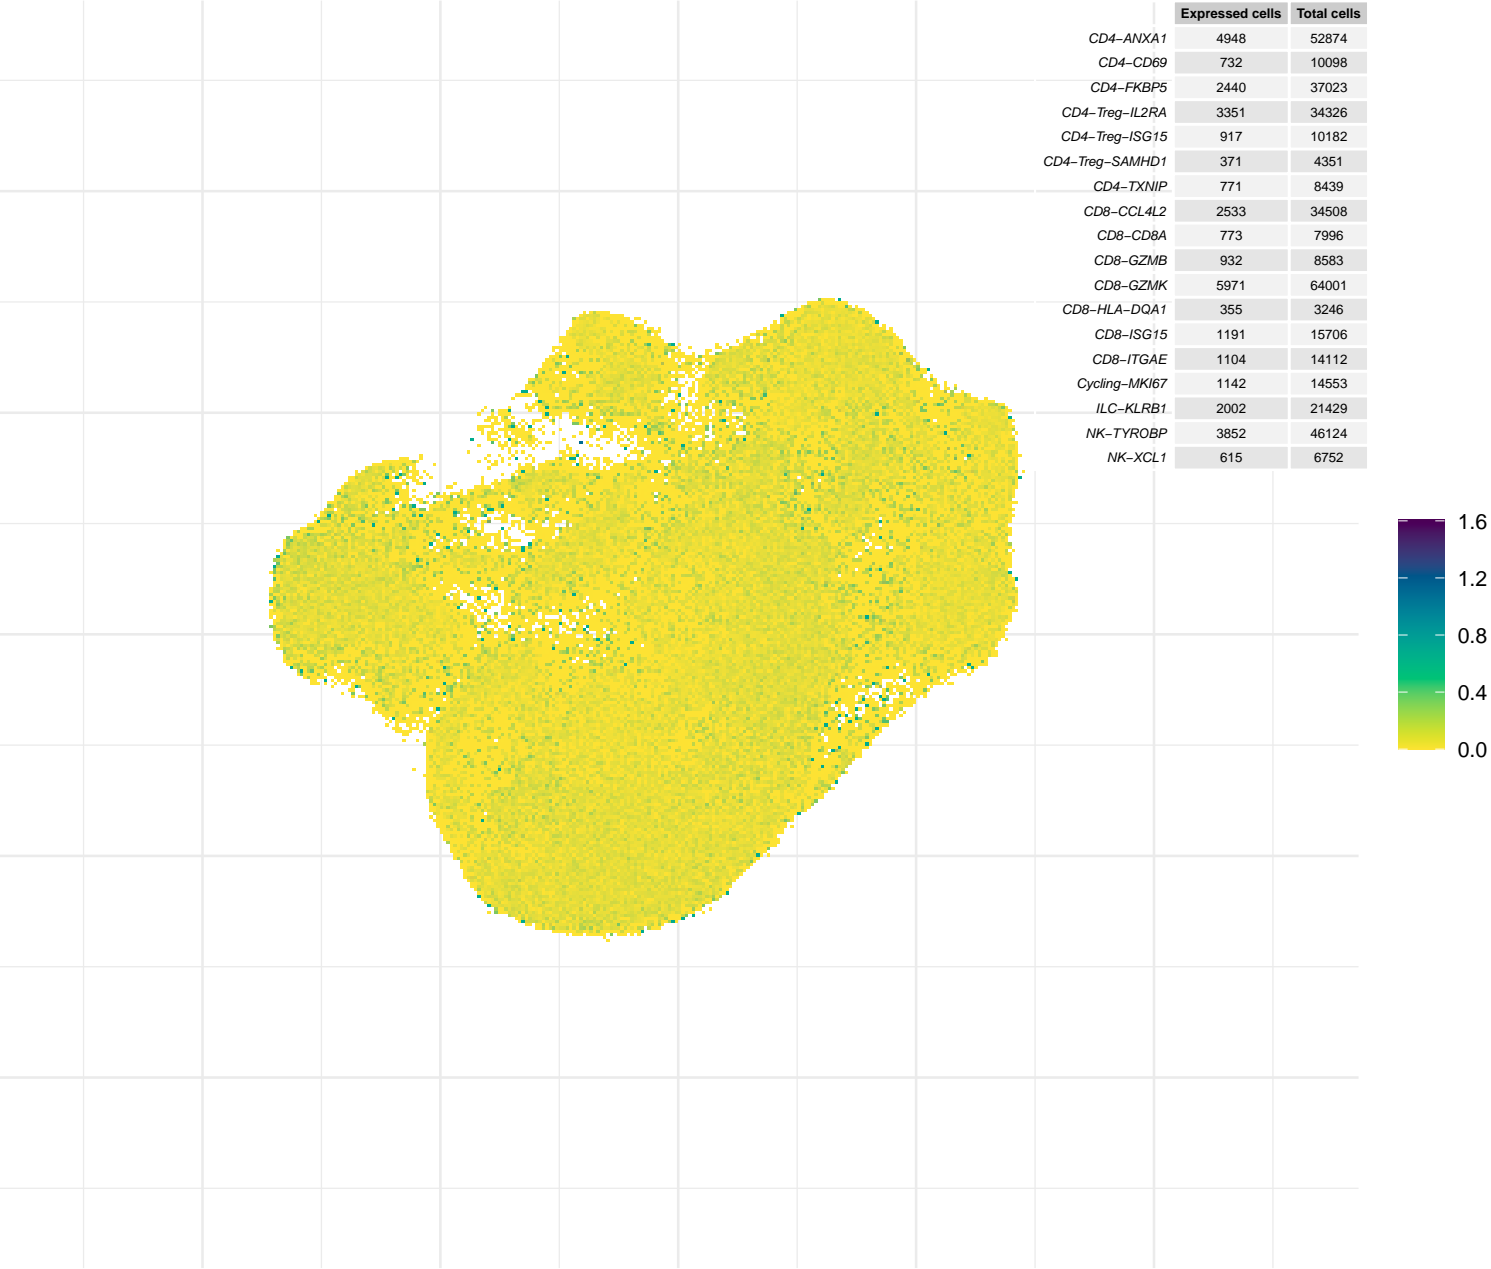 Expressed cells Total cells
CD4−ANXA1 4948 52874
CD4−CD69 732 10098
CD4−FKBP5 2440 37023
CD4−Treg−IL2RA 3351 34326
CD4−Treg−ISG15 917 10182
CD4−Treg−SAMHD1 371 4351
CD4−TXNIP 771 8439
CD8−CCL4L2 2533 34508
CD8−CD8A 773 7996
CD8−GZMB 932 8583
CD8−GZMK 5971 64001
CD8−HLA−DQA1 355 3246
CD8−ISG15 1191 15706
CD8−ITGAE 1104 14112
Cycling−MKI67 1142 14553
ILC−KLRB1 2002 21429
NK−TYROBP 3852 46124
NK−XCL1 615 6752
1.6
1.2
0.8
0.4
0.0